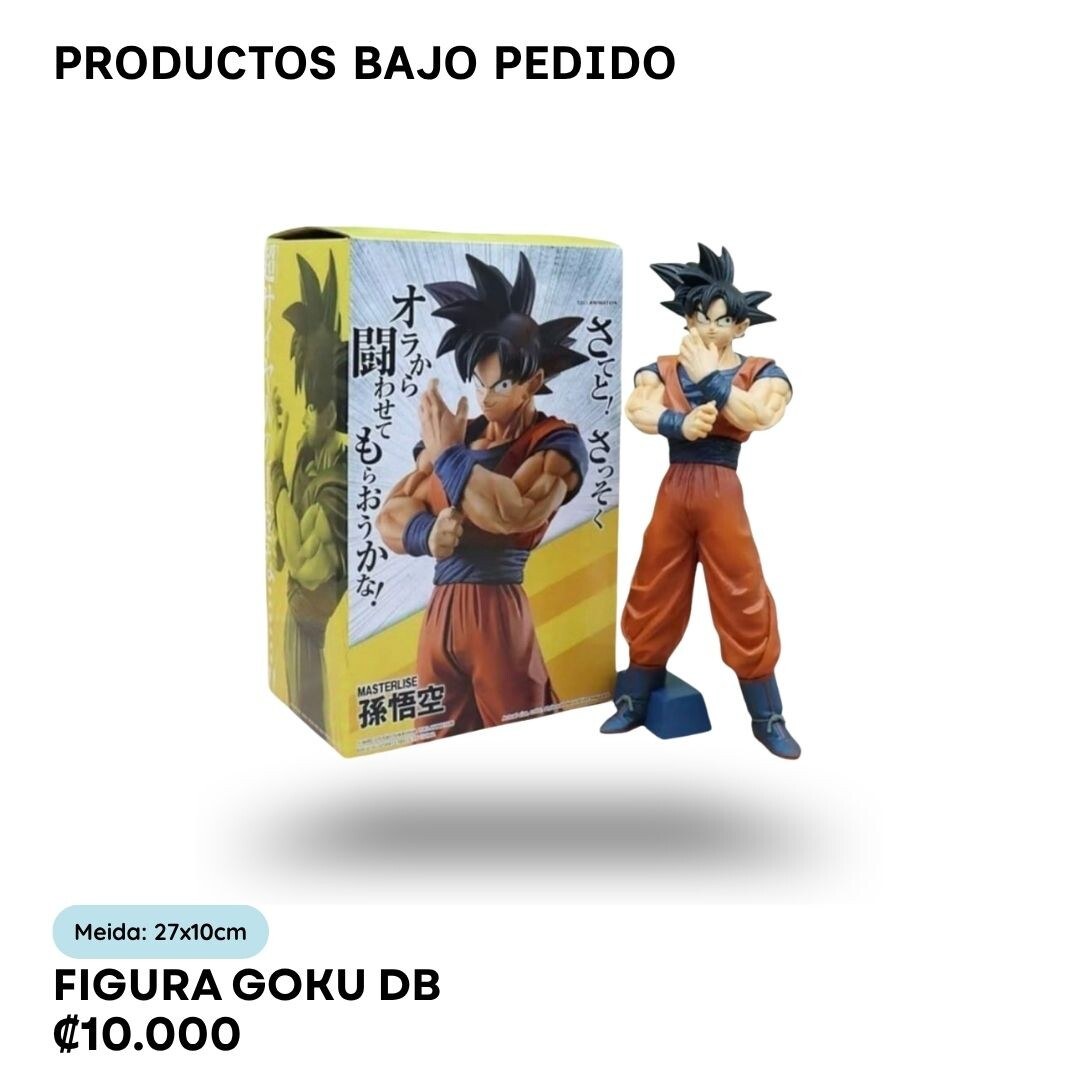 PRODUCTOS BAJO PEDIDO
さてと!さっそく
オラから
闘わせて
もらおうかな!
MASTERLISE
孫悟空
Meida: 27x10cm
FIGURA GOKU DB
₡10.000